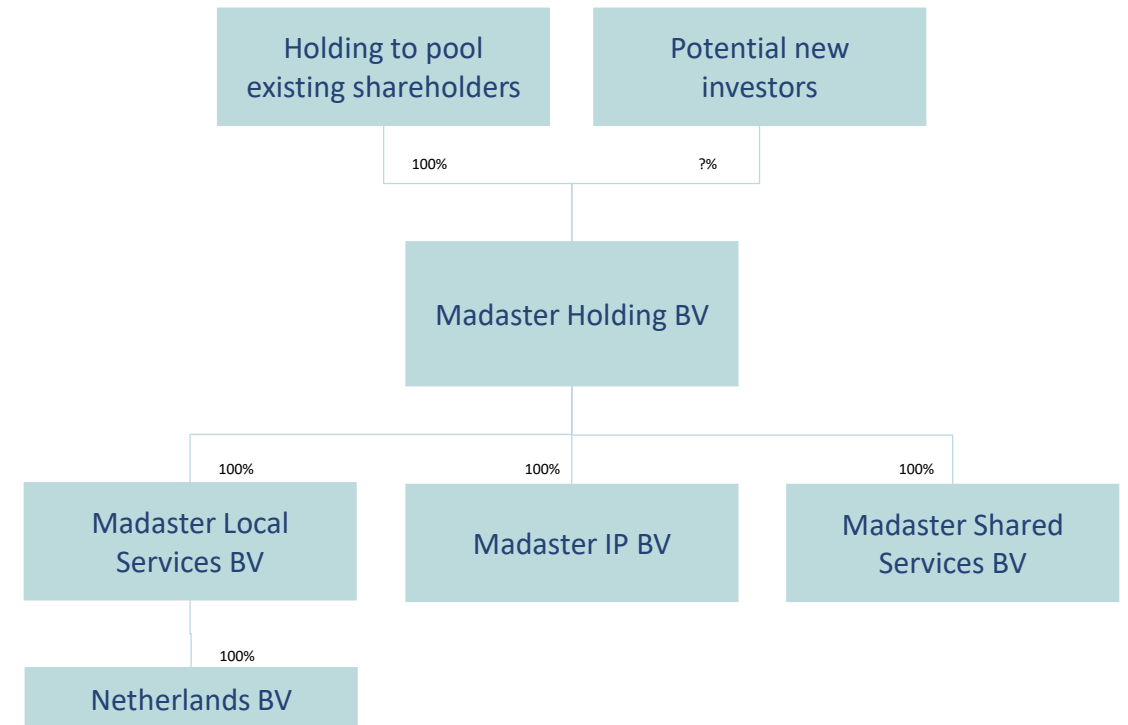 Holding to pool
existing shareholders
Potential new
investors
100%
?%
Madaster Holding BV
100%
100%
100%
Madaster Local
Services BV
Madaster IP BV
Madaster Shared
Services BV
100%
Netherlands BV